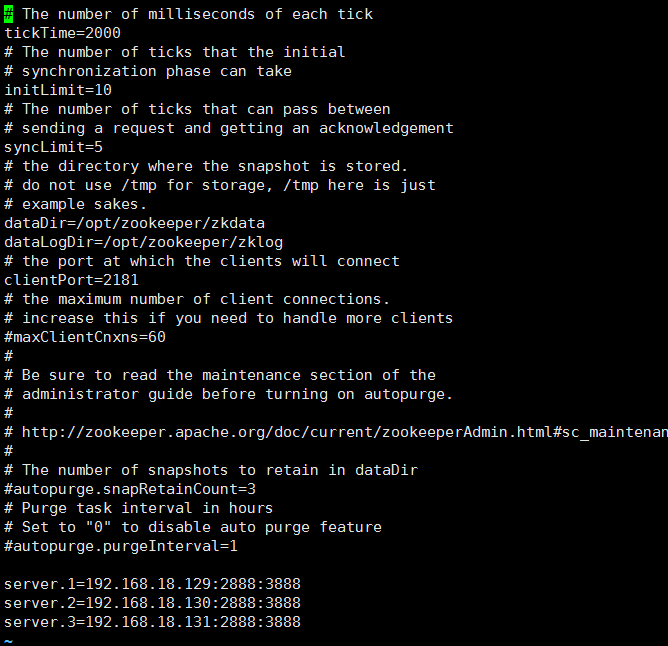 # The number of milliseconds of each tick
tickTime=2000
# The number of ticks that the initial
# synchronization phase can take
initLimit=10
# The number of ticks that can pass between
# sending a request and getting an acknowledgement
syncLimit=5
# the directory where the snapshot is stored.
# do not use /tmp for storage, /tmp here is just
# example sakes.
dataDir=/opt/zookeeper/zkdata
dataLogDir=/opt/zookeeper/zklog
# the port at which the clients will connect
clientPort=2181
# the maximum number of client connections.
# increase this if you need to handle more clients
#maxClientCnxns=60
#
# Be sure to read the maintenance section of the
# administrator guide before turning on autopurge.
#
# http://zookeeper.apache.org/doc/current/zookeeperAdmin.html#sc_maintenan
#
# The number of snapshots to retain in dataDir
#autopurge.snapRetainCount=3
# Purge task interval in hours
# Set to "0" to disable auto purge feature
#autopurge.purgeInterval=1

server.1=192.168.18.129:2888:3888
server.2=192.168.18.130:2888:3888
server.3=192.168.18.131:2888:3888
~